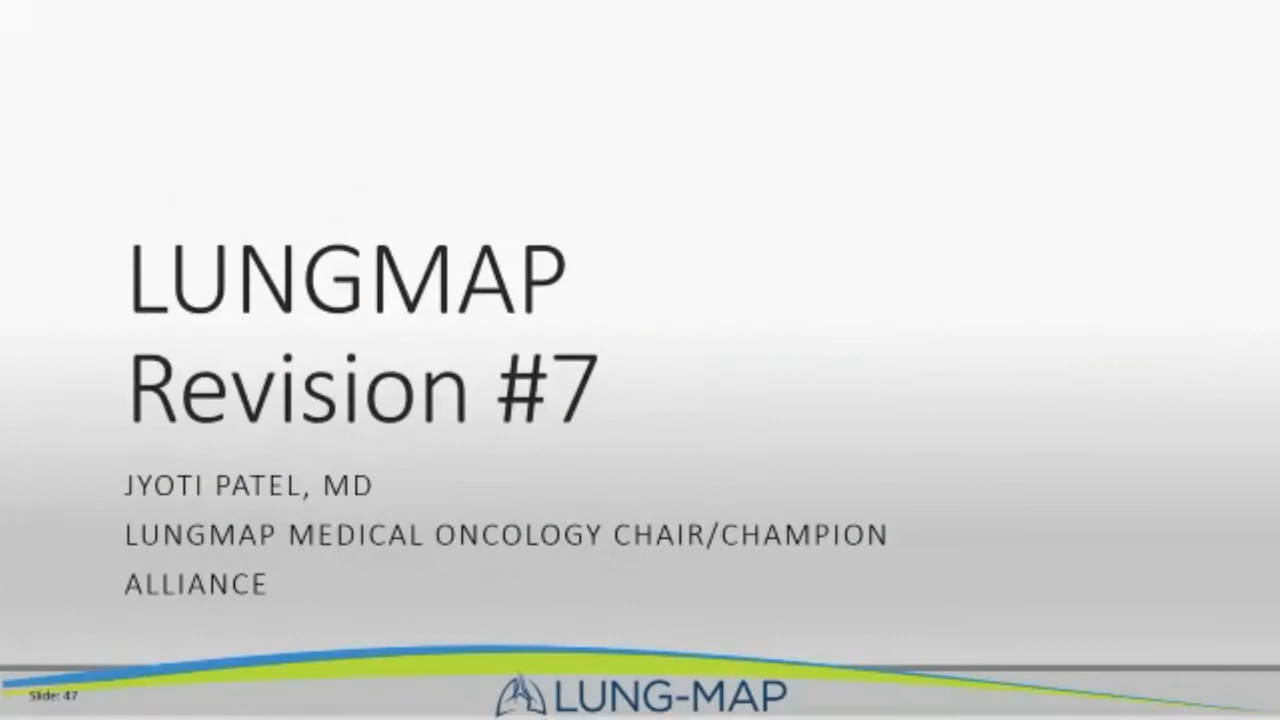 LUNGMAP
Revision #7
JYOTI PATEL, MD
LUNGMAP MEDICAL ONCOLOGY CHAIR/CHAMPION
ALLIANCE
Slide: 47
LUNG-MAP